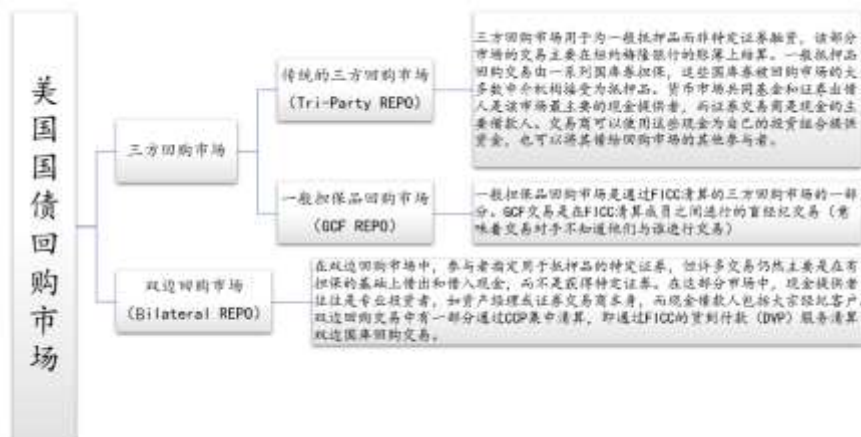 美国国债回购市场
三方回购市场
传统的三方回购市场
(Tri-Party REPO)
三方回购市场用于为一般抵押品而非特定证券融资，该部分
市场的交易主要在纽约梅隆银行的账簿上结算。一般抵押品
回购交易由一系列国库券担保，这些国库券被回购市场的大
多数中介机构接受为抵押品。货币市场共同基金和证券出借
人是该市场最主要的现金提供者，而证券交易商是现金的主
要借款人。交易商可以使用这些现金为自己的投资组合提供
资金，也可以将其借给回购市场的其他参与者。
一般担保品回购市场
(GCF REPO)
一般担保品回购市场是通过FICC清算的三方回购市场的一部
分。GCF交易是在FICC清算成员之间进行的盲经纪交易（意
味着交易对手不知道他们与谁进行交易）
双边回购市场
(Bilateral REPO)
在双边回购市场中，参与者指定用于抵押品的特定证券，但许多交易仍然主要是在有
担保的基础上借出和借入现金，而不是获得特定证券。在这部分市场中，现金提供者
往往是专业投资者，如资产经理或证券交易商本身，而现金借款人包括大宗经纪客户
双边回购交易中有一部分通过CCP集中清算，即通过FICC的货到付款（DVP）服务清算
双边国库回购交易。